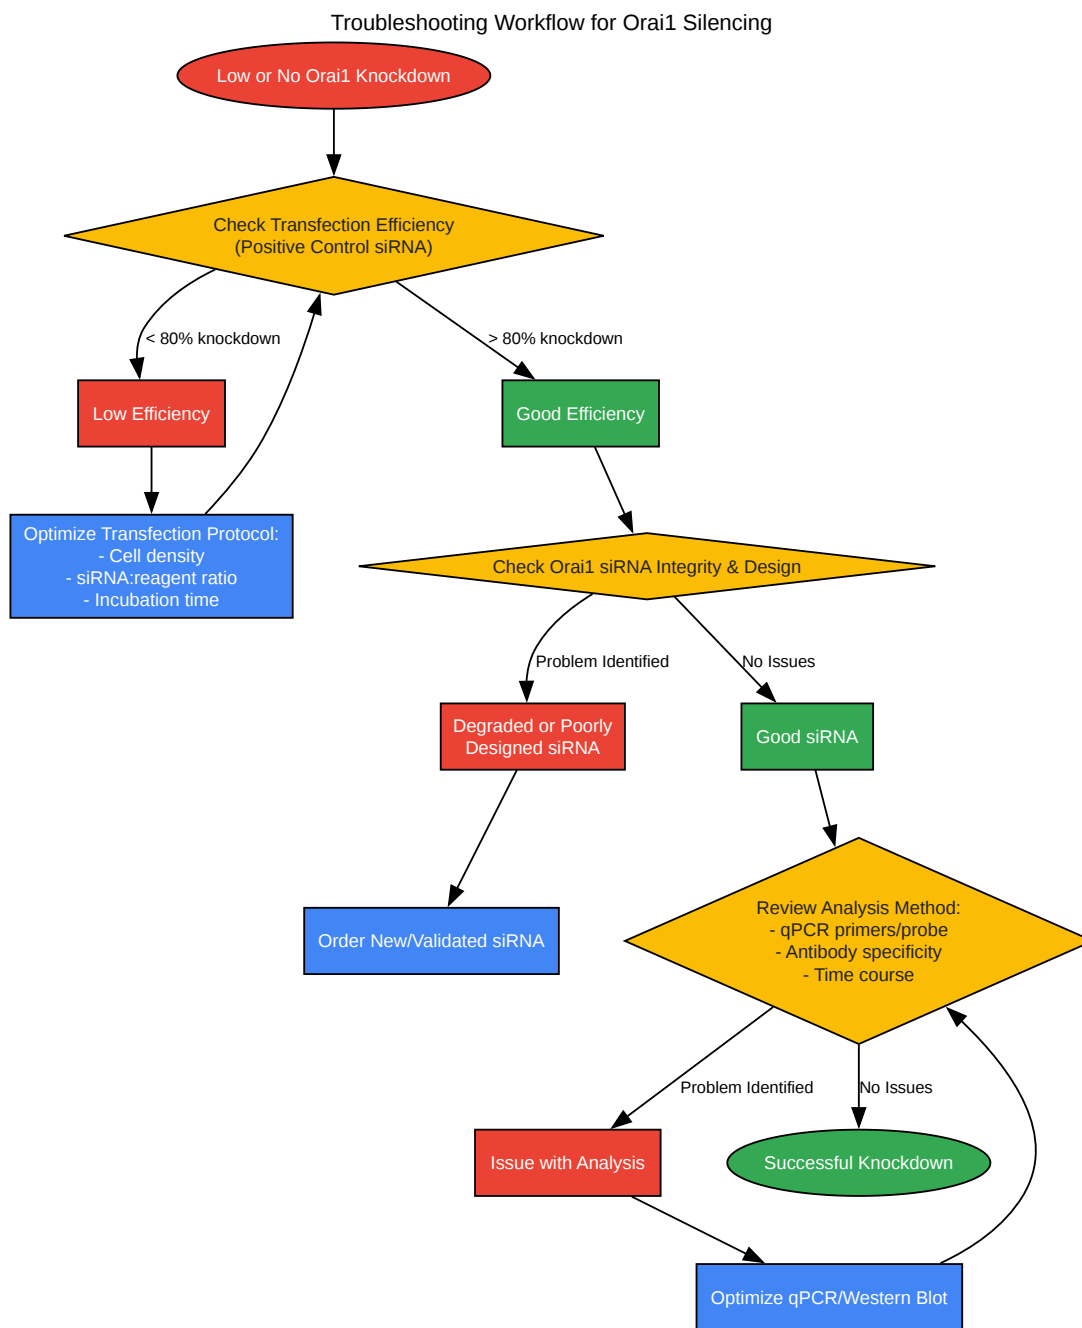 Troubleshooting Workflow for Orai1 Silencing
Low or No Orai1 Knockdown
Check Transfection Efficiency
(Positive Control siRNA)
< 80% knockdown
> 80% knockdown
Low Efficiency
Good Efficiency
Optimize Transfection Protocol:
- Cell density
- siRNA:reagent ratio
- Incubation time
Check Orai1 siRNA Integrity & Design
Problem Identified
No Issues
Degraded or Poorly
Designed siRNA
Good siRNA
Order New/Validated siRNA
Review Analysis Method:
- qPCR primers/probe
- Antibody specificity
- Time course
Problem Identified
No Issues
Issue with Analysis
Successful Knockdown
Optimize qPCR/Western Blot